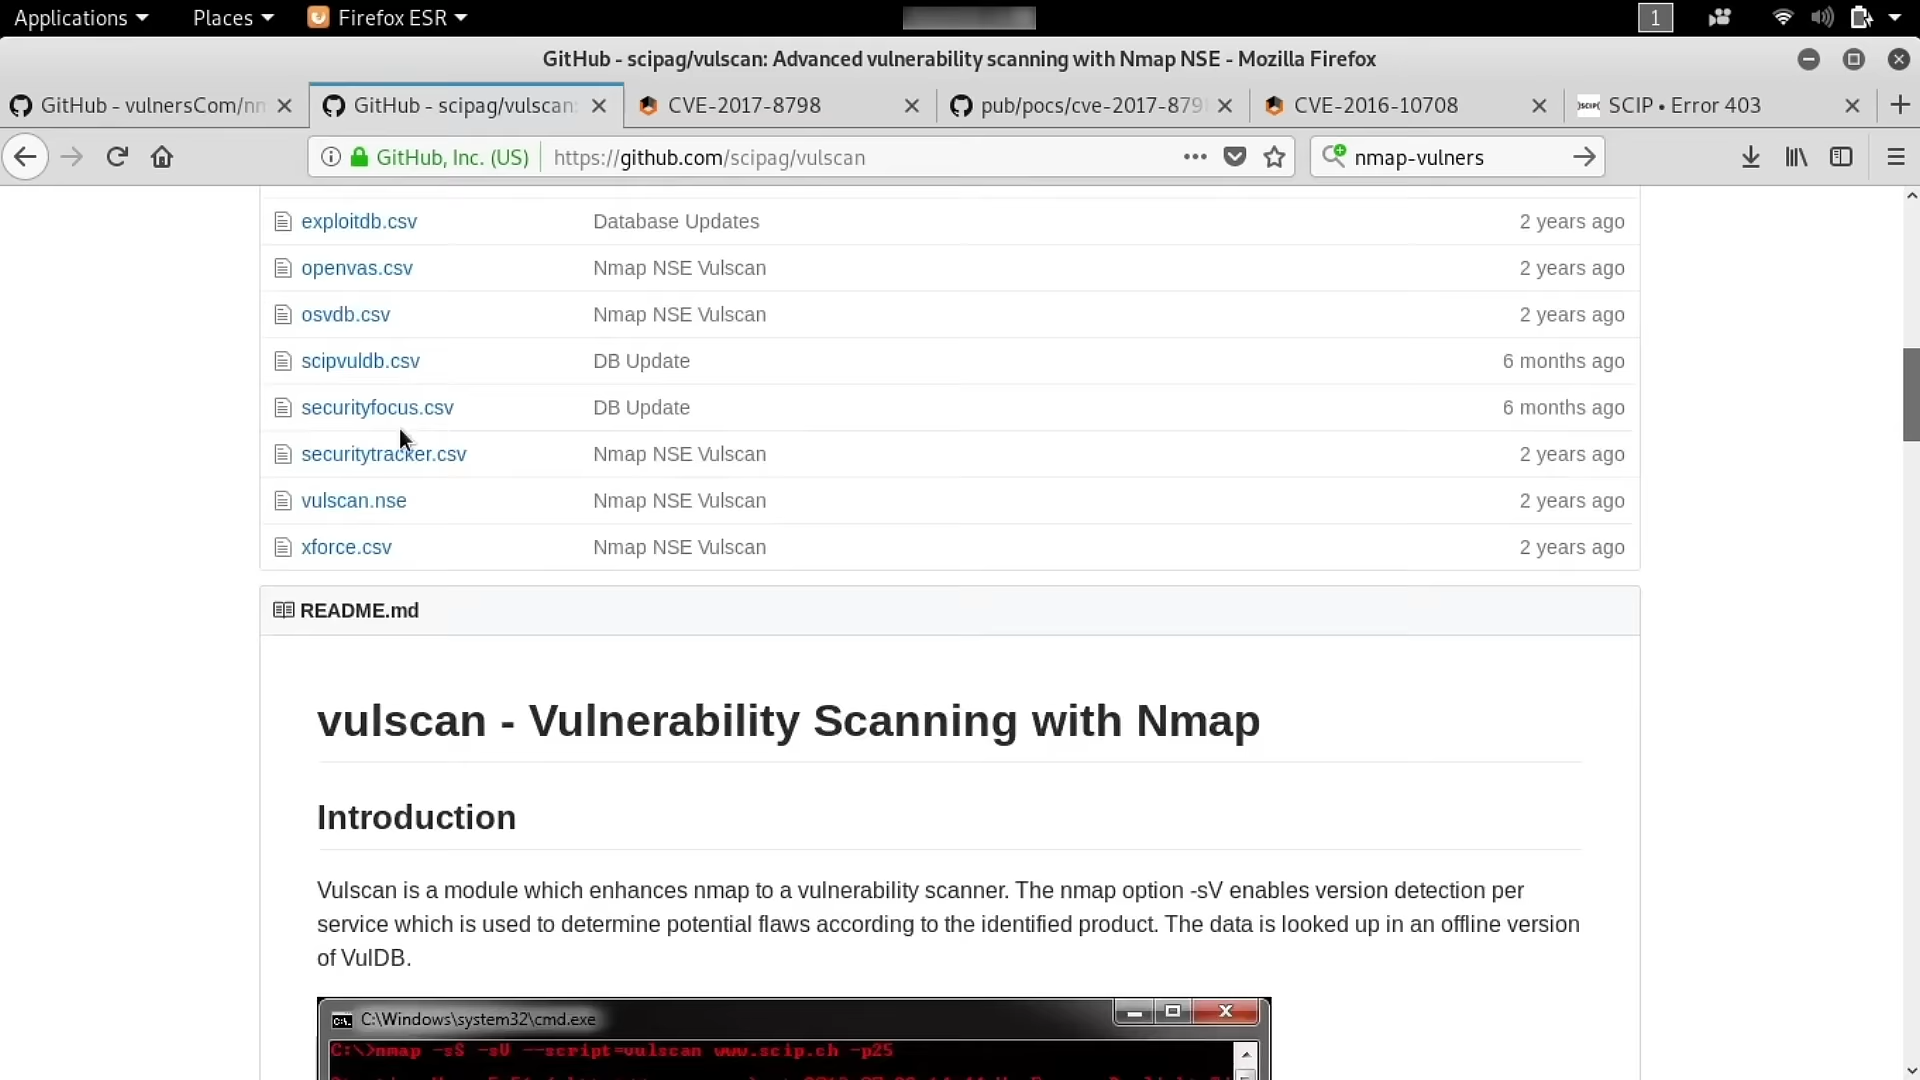 Applications Places Firefox ESR 1
GitHub - scipag/vulscan: Advanced vulnerability scanning with Nmap NSE - Mozilla Firefox
GitHub - vulnersCom/nm GitHub - scipag/vulscan: CVE-2017-8798 pub/pocs/cve-2017-879 CVE-2016-10708 SCIP • Error 403
GitHub, Inc. (US) https://github.com/scipag/vulscan nmap-vulners
exploitdb.csv Database Updates 2 years ago
openvas.csv Nmap NSE Vulscan 2 years ago
osvdb.csv Nmap NSE Vulscan 2 years ago
scipvuldb.csv DB Update 6 months ago
securityfocus.csv DB Update 6 months ago
securitytracker.csv Nmap NSE Vulscan 2 years ago
vulscan.nse Nmap NSE Vulscan 2 years ago
xforce.csv Nmap NSE Vulscan 2 years ago
README.md
vulscan - Vulnerability Scanning with Nmap
Introduction
Vulscan is a module which enhances nmap to a vulnerability scanner. The nmap option -sV enables version detection per
service which is used to determine potential flaws according to the identified product. The data is looked up in an offline version
of VulDB.
C:\Windows\system32\cmd.exe
C:\>nmap -sS -sV --script=vulscan www.scip.ch -p25